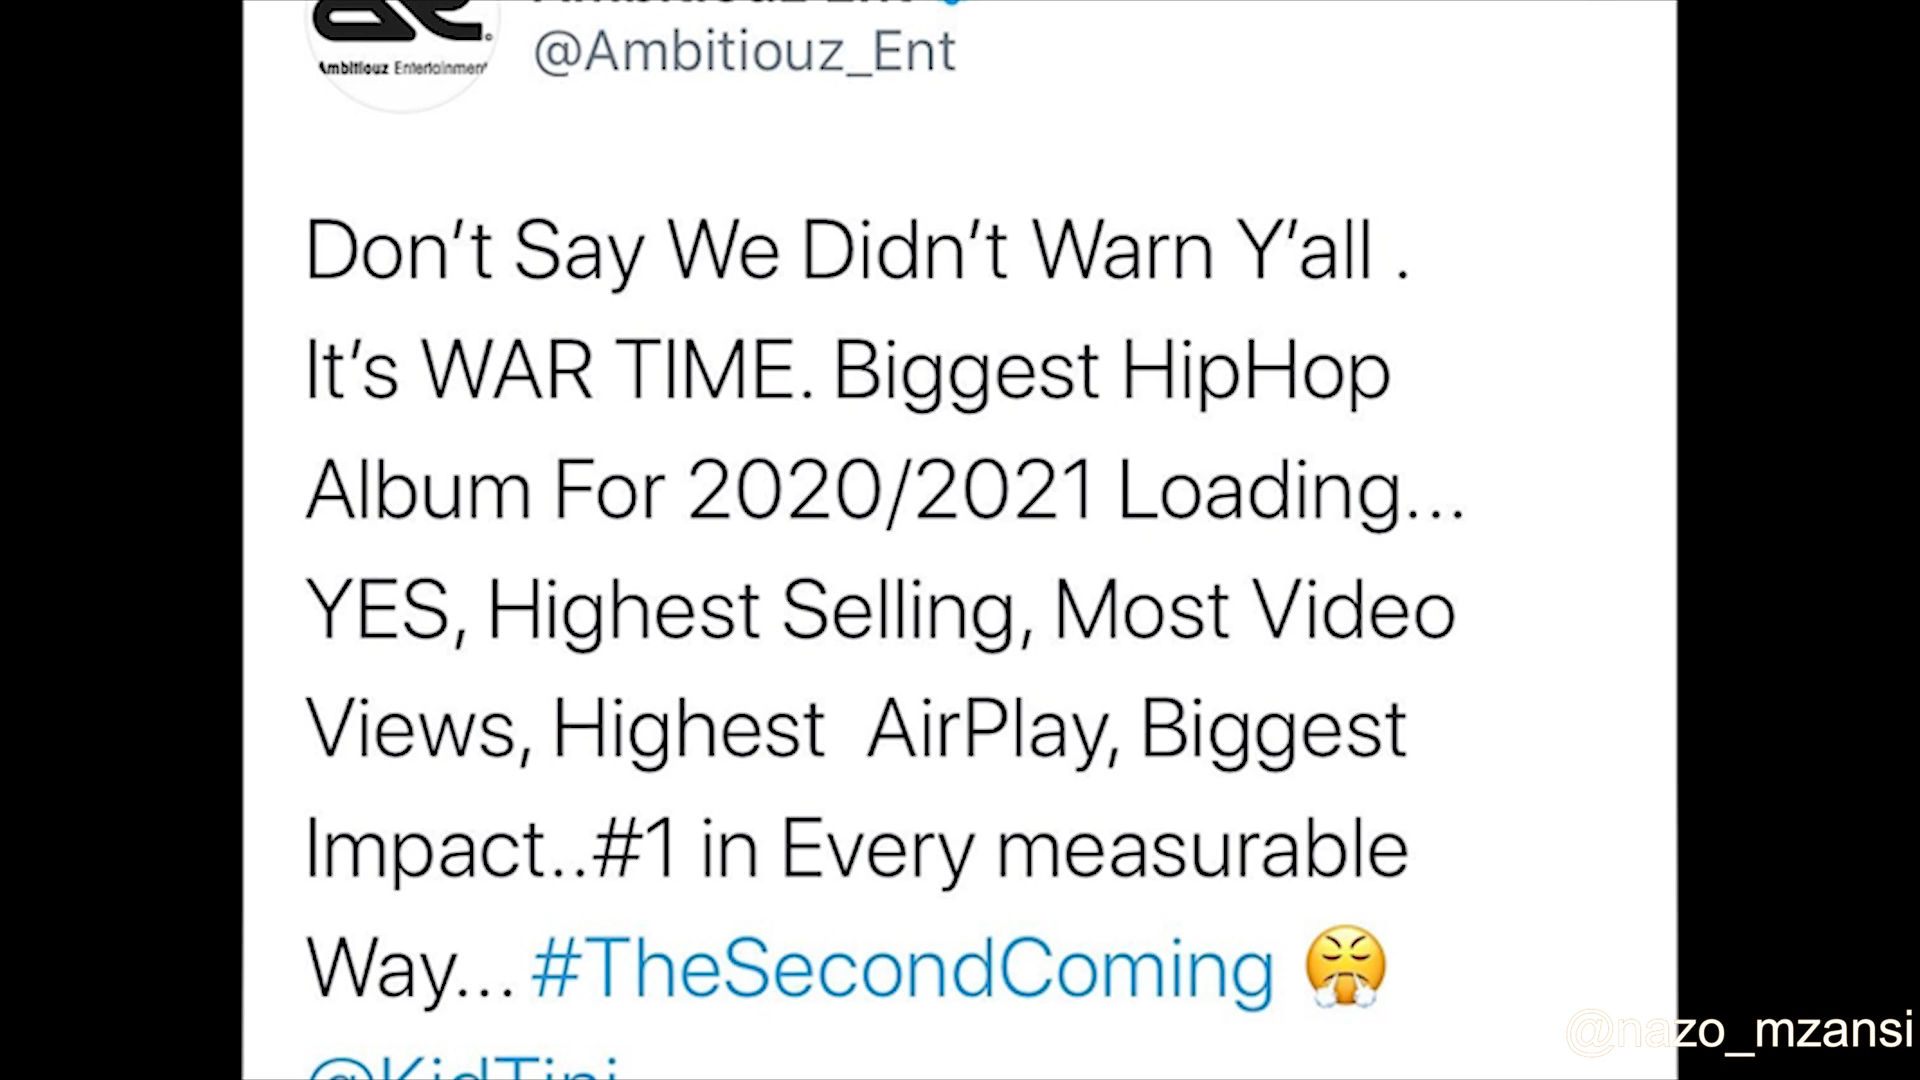 Ambitiouz Entertainment
@Ambitiouz_Ent
Don't Say We Didn't Warn Y'all .
It's WAR TIME. Biggest HipHop
Album For 2020/2021 Loading...
YES, Highest Selling, Most Video
Views, Highest  AirPlay, Biggest
Impact..#1 in Every measurable
Way... #TheSecondComing 😤
@KidTini
@nazo_mzansi